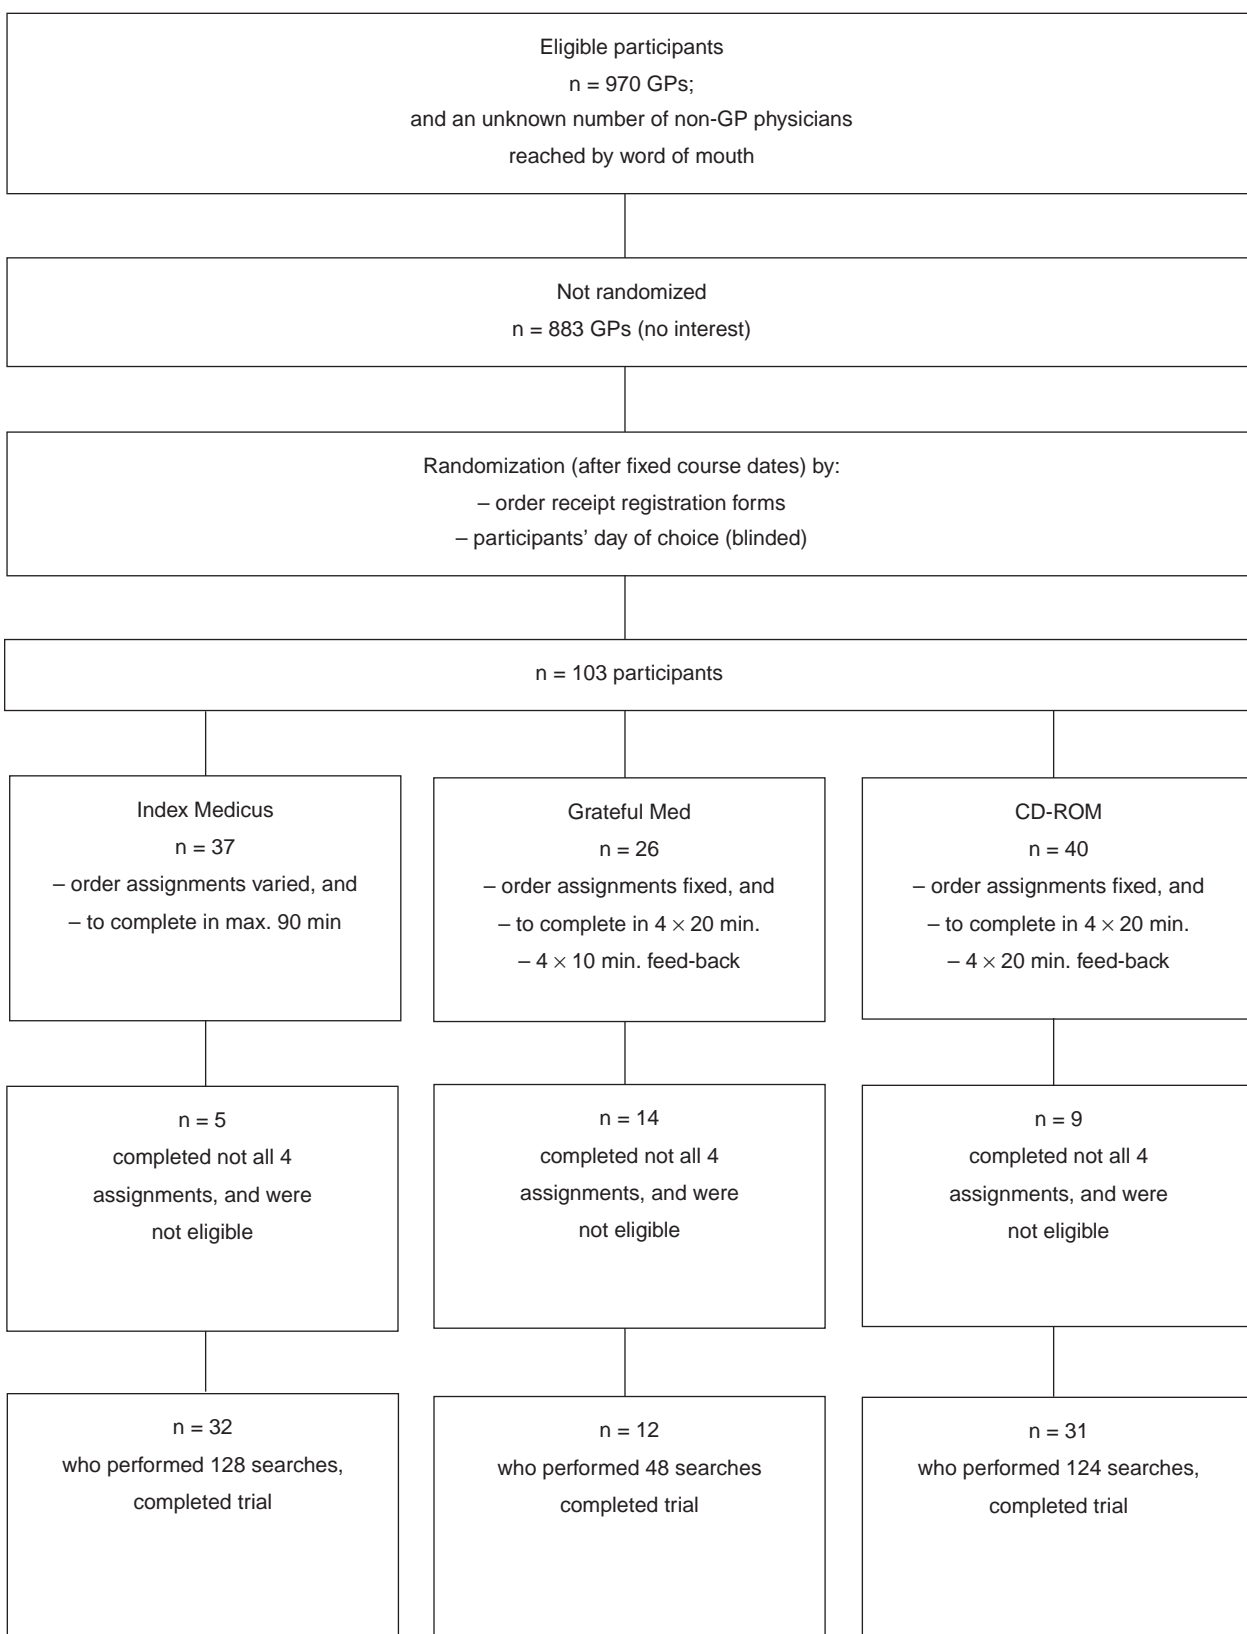 Eligible participants
n = 970 GPs;
and an unknown number of non-GP physicians
reached by word of mouth
Not randomized
n = 883 GPs (no interest)
Randomization (after fixed course dates) by:
– order receipt registration forms
– participants’ day of choice (blinded)
n = 103 participants
Index Medicus
n = 37
– order assignments varied, and
– to complete in max. 90 min
Grateful Med
n = 26
– order assignments fixed, and
– to complete in 4 × 20 min.
– 4 × 10 min. feed-back
CD-ROM
n = 40
– order assignments fixed, and
– to complete in 4 × 20 min.
– 4 × 20 min. feed-back
n = 5
completed not all 4
assignments, and were
not eligible
n = 14
completed not all 4
assignments, and were
not eligible
n = 9
completed not all 4
assignments, and were
not eligible
n = 32
who performed 128 searches,
completed trial
n = 12
who performed 48 searches
completed trial
n = 31
who performed 124 searches,
completed trial